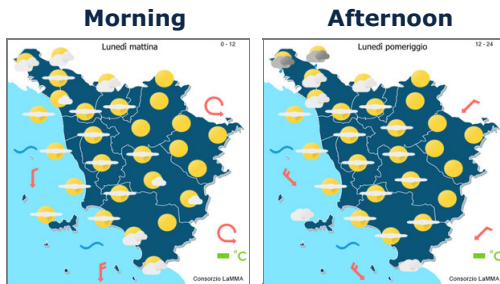 Morning
Afternoon
Lunedì mattina
0 - 12
Lunedì pomeriggio
12 - 24
°C
°C
Consorzio LaMMA
Consorzio LaMMA